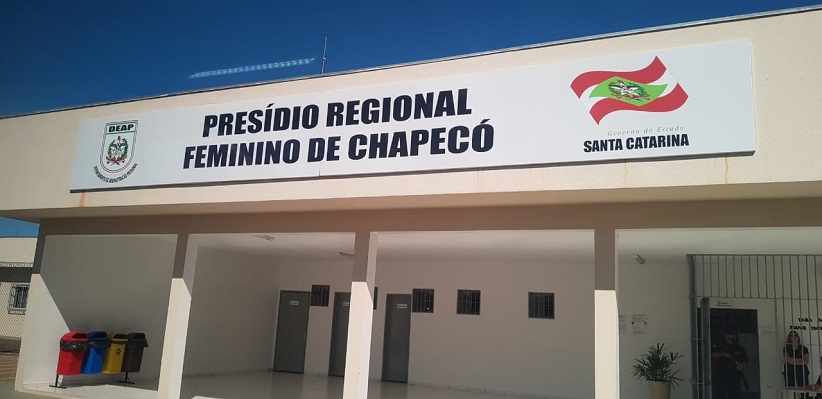 DEAP
PRESÍDIO REGIONAL
FEMININO DE CHAPECÓ
Governo do Estado
SANTA CATARINA